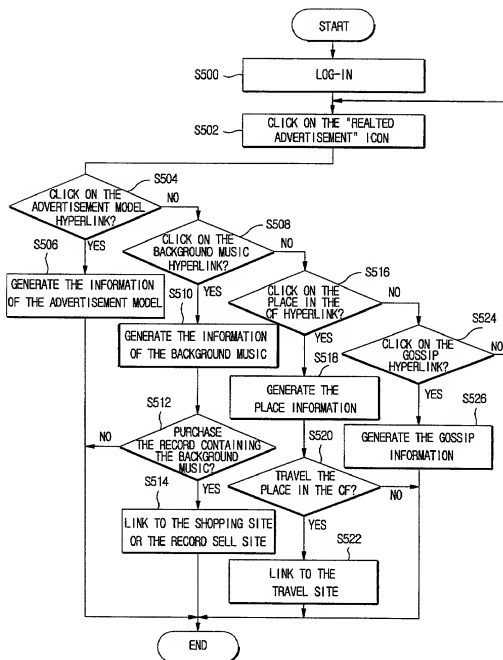 START
S500
LOG-IN
S502
CLICK ON THE "REALTED
ADVERTISEMENT" ICON
S504
CLICK ON THE
ADVERTISEMENT MODEL
HYPERLINK?
NO
YES
S506
GENERATE THE INFORMATION
OF THE ADVERTISEMENT MODEL
S508
CLICK ON THE
BACKGROUND MUSIC
HYPERLINK?
NO
YES
S510
GENERATE THE INFORMATION
OF THE BACKGROUND MUSIC
S512
NO
PURCHASE
THE RECORD CONTAINING
THE BACKGROUND
MUSIC?
YES
S514
LINK TO THE SHOPPING SITE
OR THE RECORD SELL SITE
S516
CLICK ON THE
PLACE IN THE
CF HYPERLINK?
NO
YES
S518
GENERATE THE
PLACE INFORMATION
S520
TRAVEL THE
PLACE IN THE CF?
NO
YES
S522
LINK TO THE
TRAVEL SITE
S524
CLICK ON THE
GOSSIP
HYPERLINK?
NO
YES
S526
GENERATE THE GOSSIP
INFORMATION
END